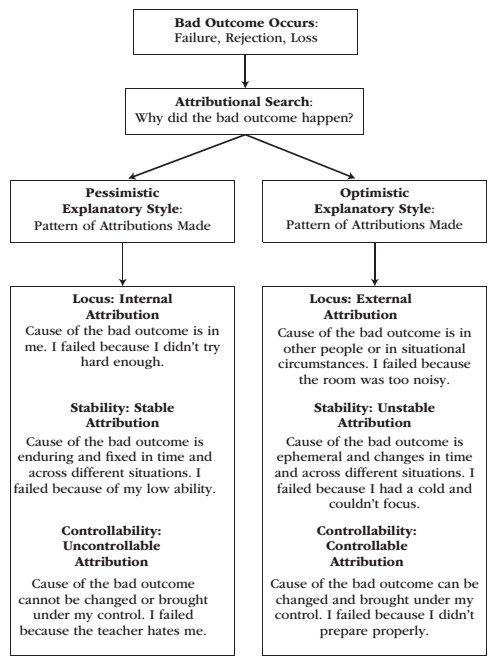 Bad Outcome Occurs:
Failure, Rejection, Loss
Attributional Search:
Why did the bad outcome happen?
Pessimistic
Explanatory Style:
Pattern of Attributions Made
Optimistic
Explanatory Style:
Pattern of Attributions Made
Locus: Internal
Attribution
Cause of the bad outcome is in
me. I failed because I didn't try
hard enough.
Stability: Stable
Attribution
Cause of the bad outcome is
enduring and fixed in time and
across different situations. I
failed because of my low ability.
Controllability:
Uncontrollable
Attribution
Cause of the bad outcome
cannot be changed or brought
under my control. I failed
because the teacher hates me.
Locus: External
Attribution
Cause of the bad outcome is in
other people or in situational
circumstances. I failed because
the room was too noisy.
Stability: Unstable
Attribution
Cause of the bad outcome is
ephemeral and changes in time
and across different situations. I
failed because I had a cold and
couldn't focus.
Controllability:
Controllable
Attribution
Cause of the bad outcome can be
changed and brought under my
control. I failed because I didn't
prepare properly.